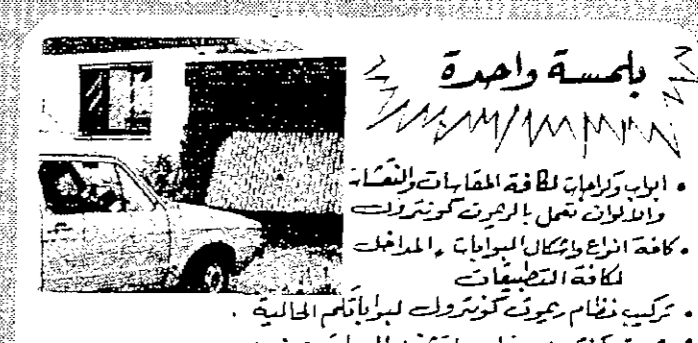 بلمسة واحدة
• ابواب كراجات لكافة المقاسات والنقشات
والالوان تعمل بالريموت كونترول
• كافة انواع واشكال البوابات و المداخل
لكافة التطبيقات
• تركيب نظام ريموت كونترول لبواباتكم الحالية .